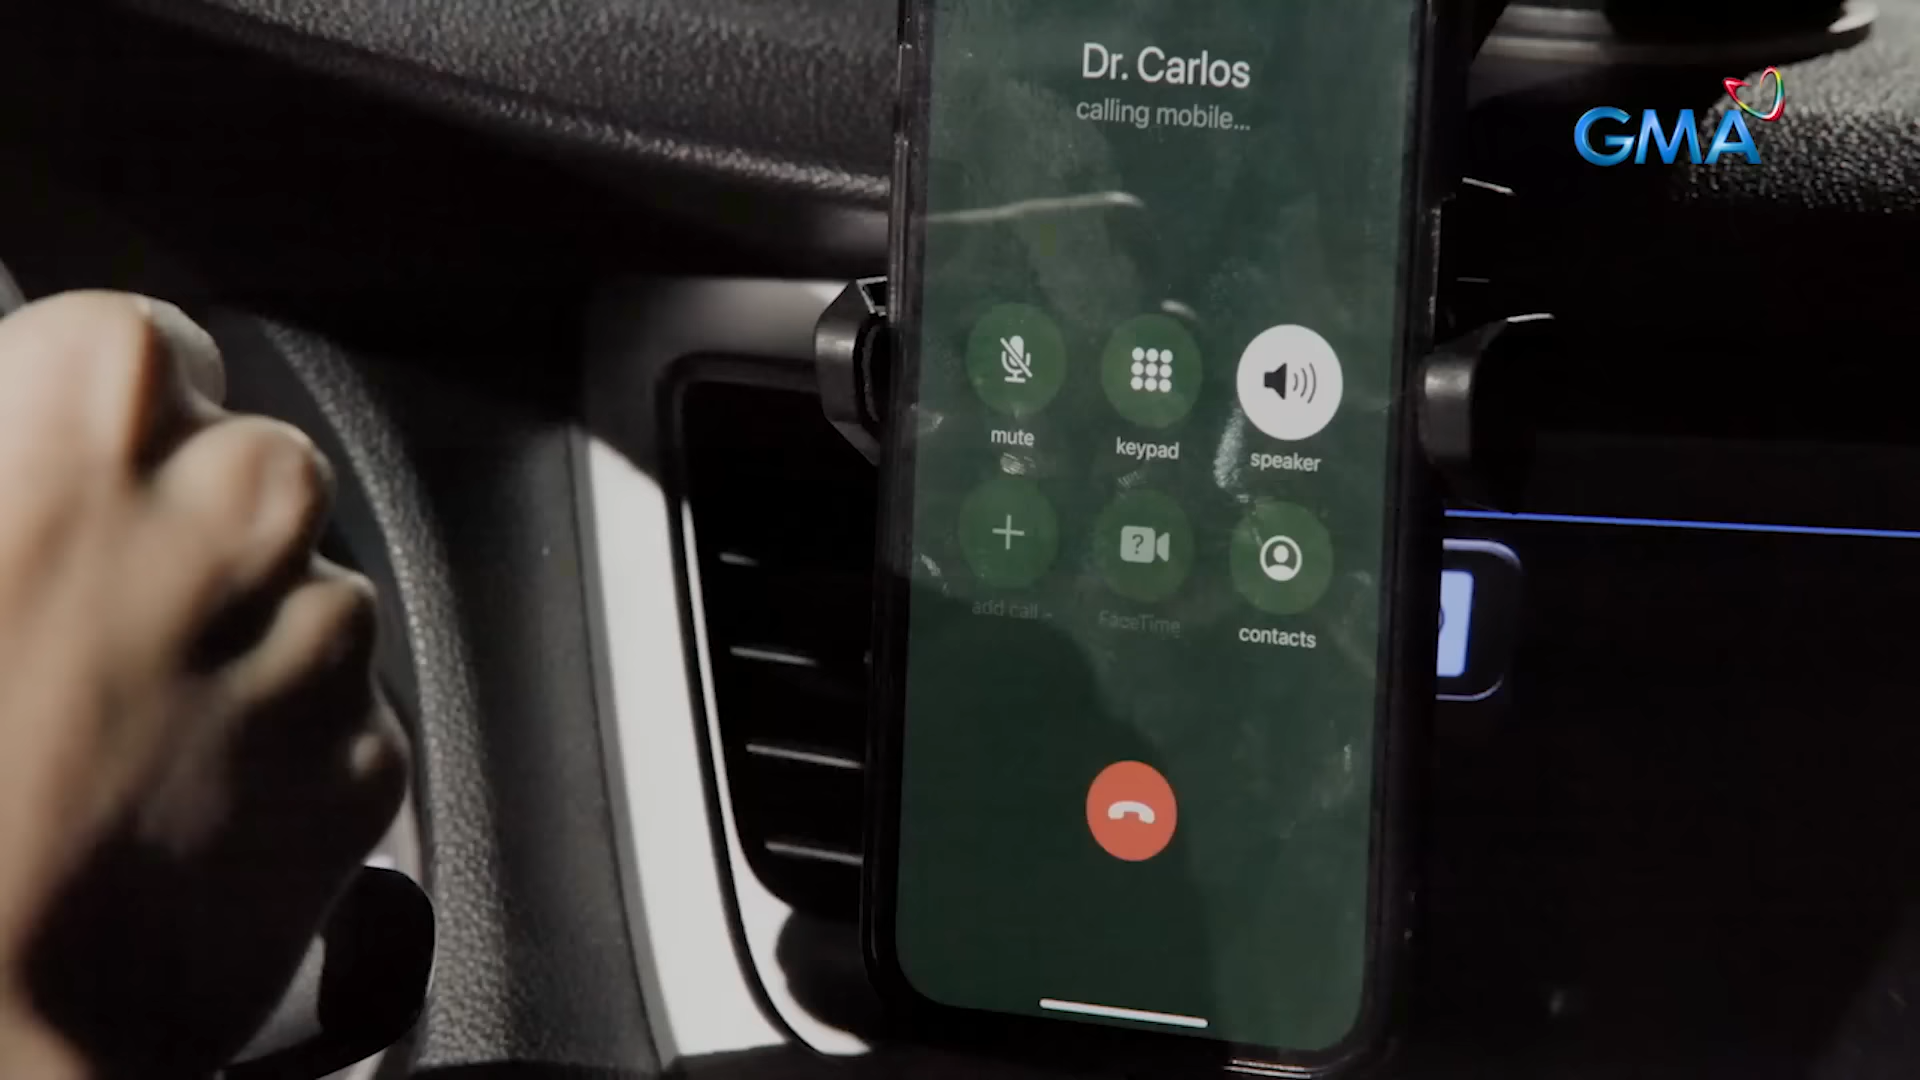 Dr. Carlos
calling mobile...
GMA
mute
keypad
speaker
add call
FaceTime
contacts